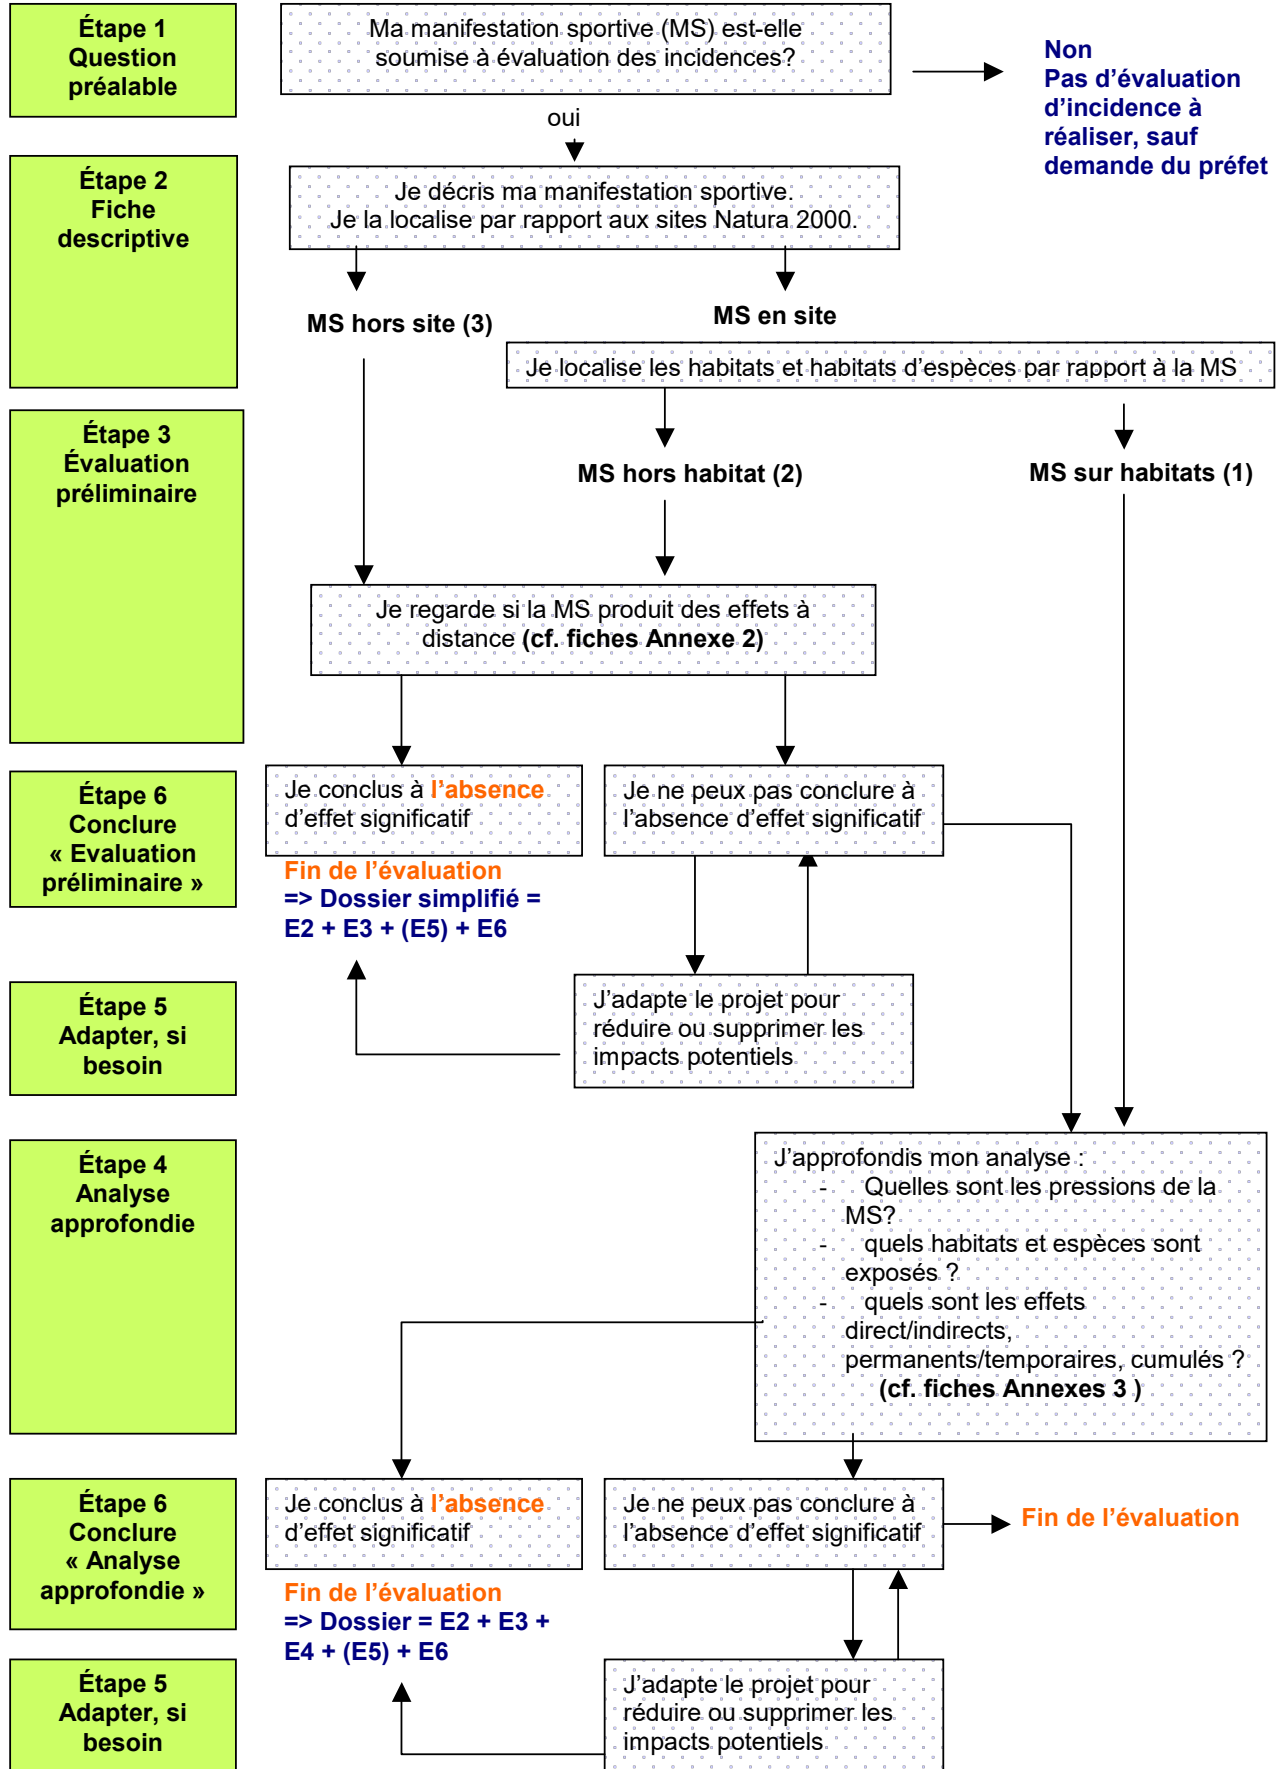 Étape 1
Question
préalable
Ma manifestation sportive (MS) est-elle
soumise à évaluation des incidences?
Non
Pas d’évaluation
d’incidence à
réaliser, sauf
demande du préfet
oui
Étape 2
Fiche
descriptive
Je décris ma manifestation sportive.
Je la localise par rapport aux sites Natura 2000.
MS hors site (3)
MS en site
Je localise les habitats et habitats d’espèces par rapport à la MS
Étape 3
Évaluation
préliminaire
MS hors habitat (2)
MS sur habitats (1)
Je regarde si la MS produit des effets à
distance (cf. fiches Annexe 2)
Étape 6
Conclure
« Evaluation
préliminaire »
Je conclus à l’absence
d’effet significatif
Je ne peux pas conclure à
l’absence d’effet significatif
Fin de l’évaluation
=> Dossier simplifié =
E2 + E3 + (E5) + E6
Étape 5
Adapter, si
besoin
J’adapte le projet pour
réduire ou supprimer les
impacts potentiels
Étape 4
Analyse
approfondie
J’approfondis mon analyse :
- Quelles sont les pressions de la
MS?
- quels habitats et espèces sont
exposés ?
- quels sont les effets
direct/indirects,
permanents/temporaires, cumulés ?
(cf. fiches Annexes 3 )
Étape 6
Conclure
« Analyse
approfondie »
Je conclus à l’absence
d’effet significatif
Je ne peux pas conclure à
l’absence d’effet significatif
Fin de l’évaluation
Fin de l’évaluation
=> Dossier = E2 + E3 +
E4 + (E5) + E6
Étape 5
Adapter, si
besoin
J’adapte le projet pour
réduire ou supprimer les
impacts potentiels